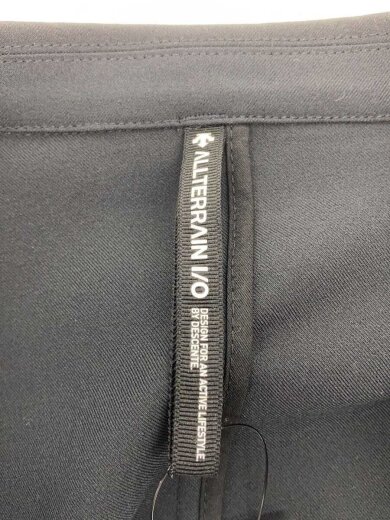 ALLTERRAIN I/O
DESIGN FOR AN ACTIVE LIFESTYLE.
BY DESCENTE.